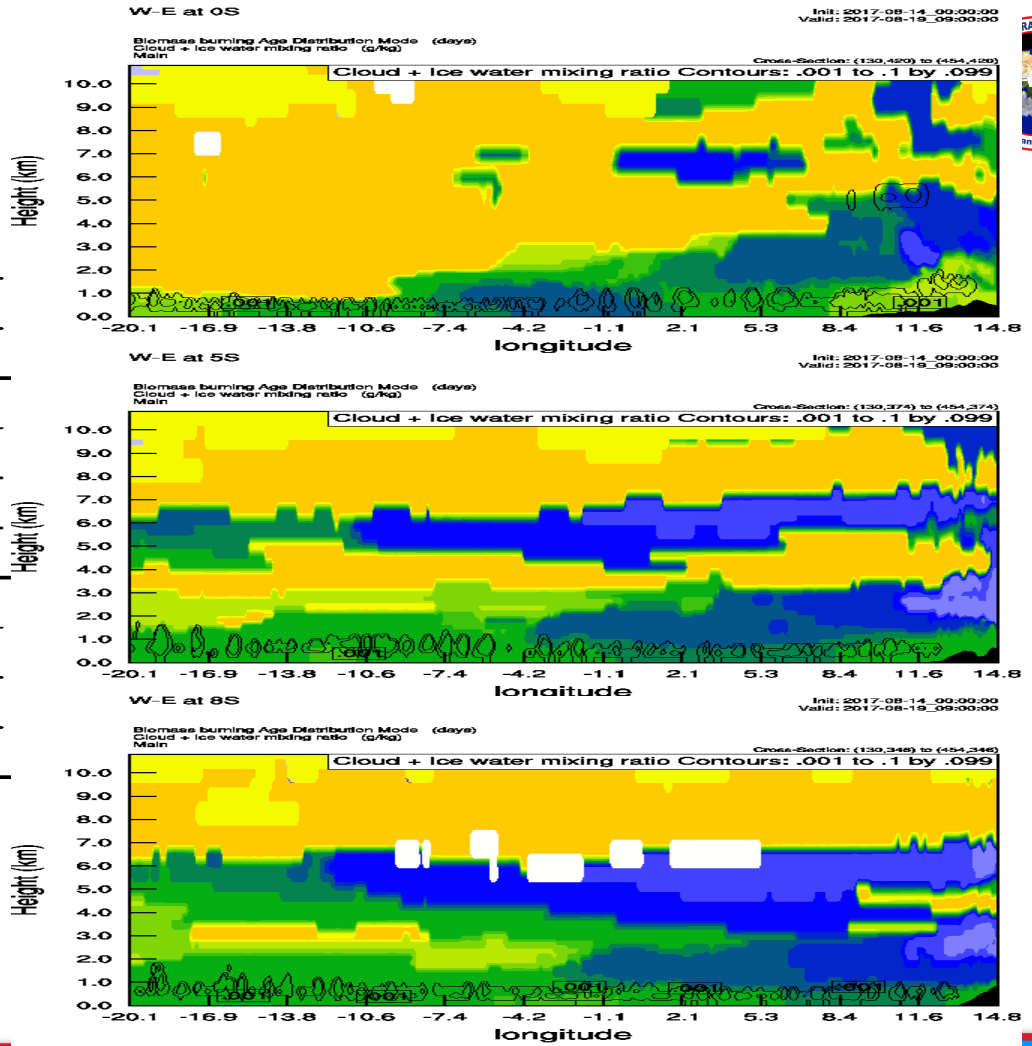 W-E at 0S
Init: 2017-08-14_00:00:00
Valid: 2017-08-19_09:00:00
Biomass burning Age Distribution Mode (days)
Cloud + Ice water mixing ratio (g/kg)
Main
Cross-Section: (130,420) to (454,420)
Cloud + Ice water mixing ratio Contours: .001 to .1 by .099
Height (km)
10.0
9.0
8.0
7.0
6.0
5.0
4.0
3.0
2.0
1.0
0.0
.001
.001
-20.1 -16.9 -13.8 -10.6 -7.4 -4.2 -1.1 2.1 5.3 8.4 11.6 14.8
longitude
W-E at 5S
Init: 2017-08-14_00:00:00
Valid: 2017-08-19_09:00:00
Biomass burning Age Distribution Mode (days)
Cloud + Ice water mixing ratio (g/kg)
Main
Cross-Section: (130,374) to (454,374)
Cloud + Ice water mixing ratio Contours: .001 to .1 by .099
Height (km)
10.0
9.0
8.0
7.0
6.0
5.0
4.0
3.0
2.0
1.0
0.0
.001
-20.1 -16.9 -13.8 -10.6 -7.4 -4.2 -1.1 2.1 5.3 8.4 11.6 14.8
longitude
W-E at 8S
Init: 2017-08-14_00:00:00
Valid: 2017-08-19_09:00:00
Biomass burning Age Distribution Mode (days)
Cloud + Ice water mixing ratio (g/kg)
Main
Cross-Section: (130,346) to (454,346)
Cloud + Ice water mixing ratio Contours: .001 to .1 by .099
Height (km)
10.0
9.0
8.0
7.0
6.0
5.0
4.0
3.0
2.0
1.0
0.0
.001
.001
.001
.001
.001
-20.1 -16.9 -13.8 -10.6 -7.4 -4.2 -1.1 2.1 5.3 8.4 11.6 14.8
longitude